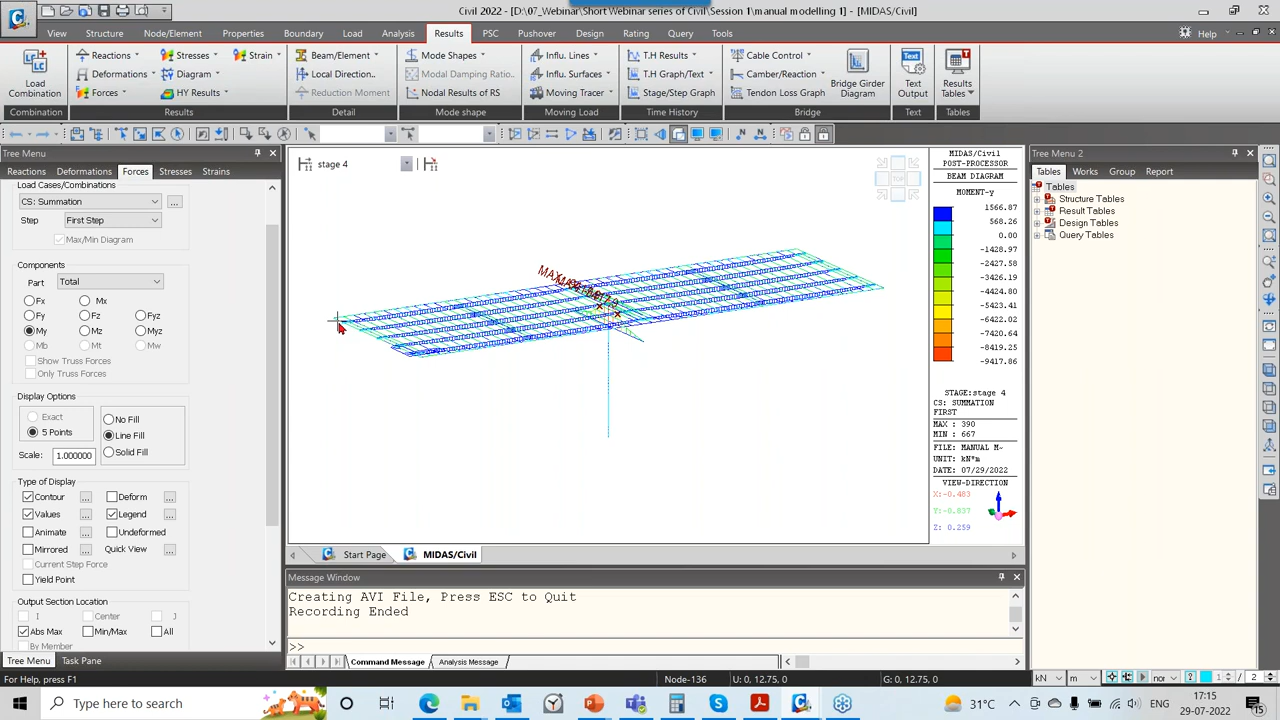 Civil 2022 - [D:\07_Webinar\Short Webinar series of Civil\Session 1\manual modelling 1] - [MIDAS/Civil]
View Structure Node/Element Properties Boundary Load Analysis Results PSC Pushover Design Rating Query Tools Help
Load Combination
Reactions
Deformations
Forces
Stresses
Diagram
HY Results
Strain
Beam/Element
Local Direction..
Reduction Moment
Mode Shapes
Modal Damping Ratio..
Nodal Results of RS
Influ. Lines
Influ. Surfaces
Moving Tracer
T.H Results
T.H Graph/Text
Stage/Step Graph
Cable Control
Camber/Reaction
Tendon Loss Graph
Bridge Girder Diagram
Text Output
Results Tables
Combination Results Detail Mode shape Moving Load Time History Bridge Text Tables
Tree Menu
Reactions Deformations Forces Stresses Strains
Load Cases/Combinations
CS: Summation ...
Step First Step
Max/Min Diagram
Components
Part Total
Fx Mx
Fy My Fyz
My Mz Myz
Mb Mt Mw
Show Truss Forces
Only Truss Forces
Display Options
Exact
5 Points
No Fill
Line Fill
Solid Fill
Scale: 1.000000
Type of Display
Contour ... Deform ...
Values ... Legend ...
Animate ... Undeformed
Mirrored ... Quick View ...
Current Step Force
Yield Point
Output Section Location
I Center J
Abs Max Min/Max All
By Member
Tree Menu Task Pane
stage 4
TOP
MIDAS/Civil
POST-PROCESSOR
BEAM DIAGRAM
MOMENT-y
1566.87
568.26
0.00
-1428.97
-2427.58
-3426.19
-4424.80
-5423.41
-6422.02
-7420.64
-8419.25
-9417.86
STAGE:stage 4
CS: SUMMATION
FIRST
MAX : 390
MIN : 667
FILE: MANUAL M~
UNIT: kN*m
DATE: 07/29/2022
VIEW-DIRECTION
X:-0.483
Y:-0.837
Z: 0.259
Start Page MIDAS/Civil
Message Window
Creating AVI File, Press ESC to Quit
Recording Ended
>>
Command Message Analysis Message
Tree Menu 2
Tables Works Group Report
Tables
Structure Tables
Result Tables
Design Tables
Query Tables
For Help, press F1
Node-136
U: 0, 12.75, 0
G: 0, 12.75, 0
kN m nor 1 / 2
Type here to search
31°C
ENG
17:15
29-07-2022
15